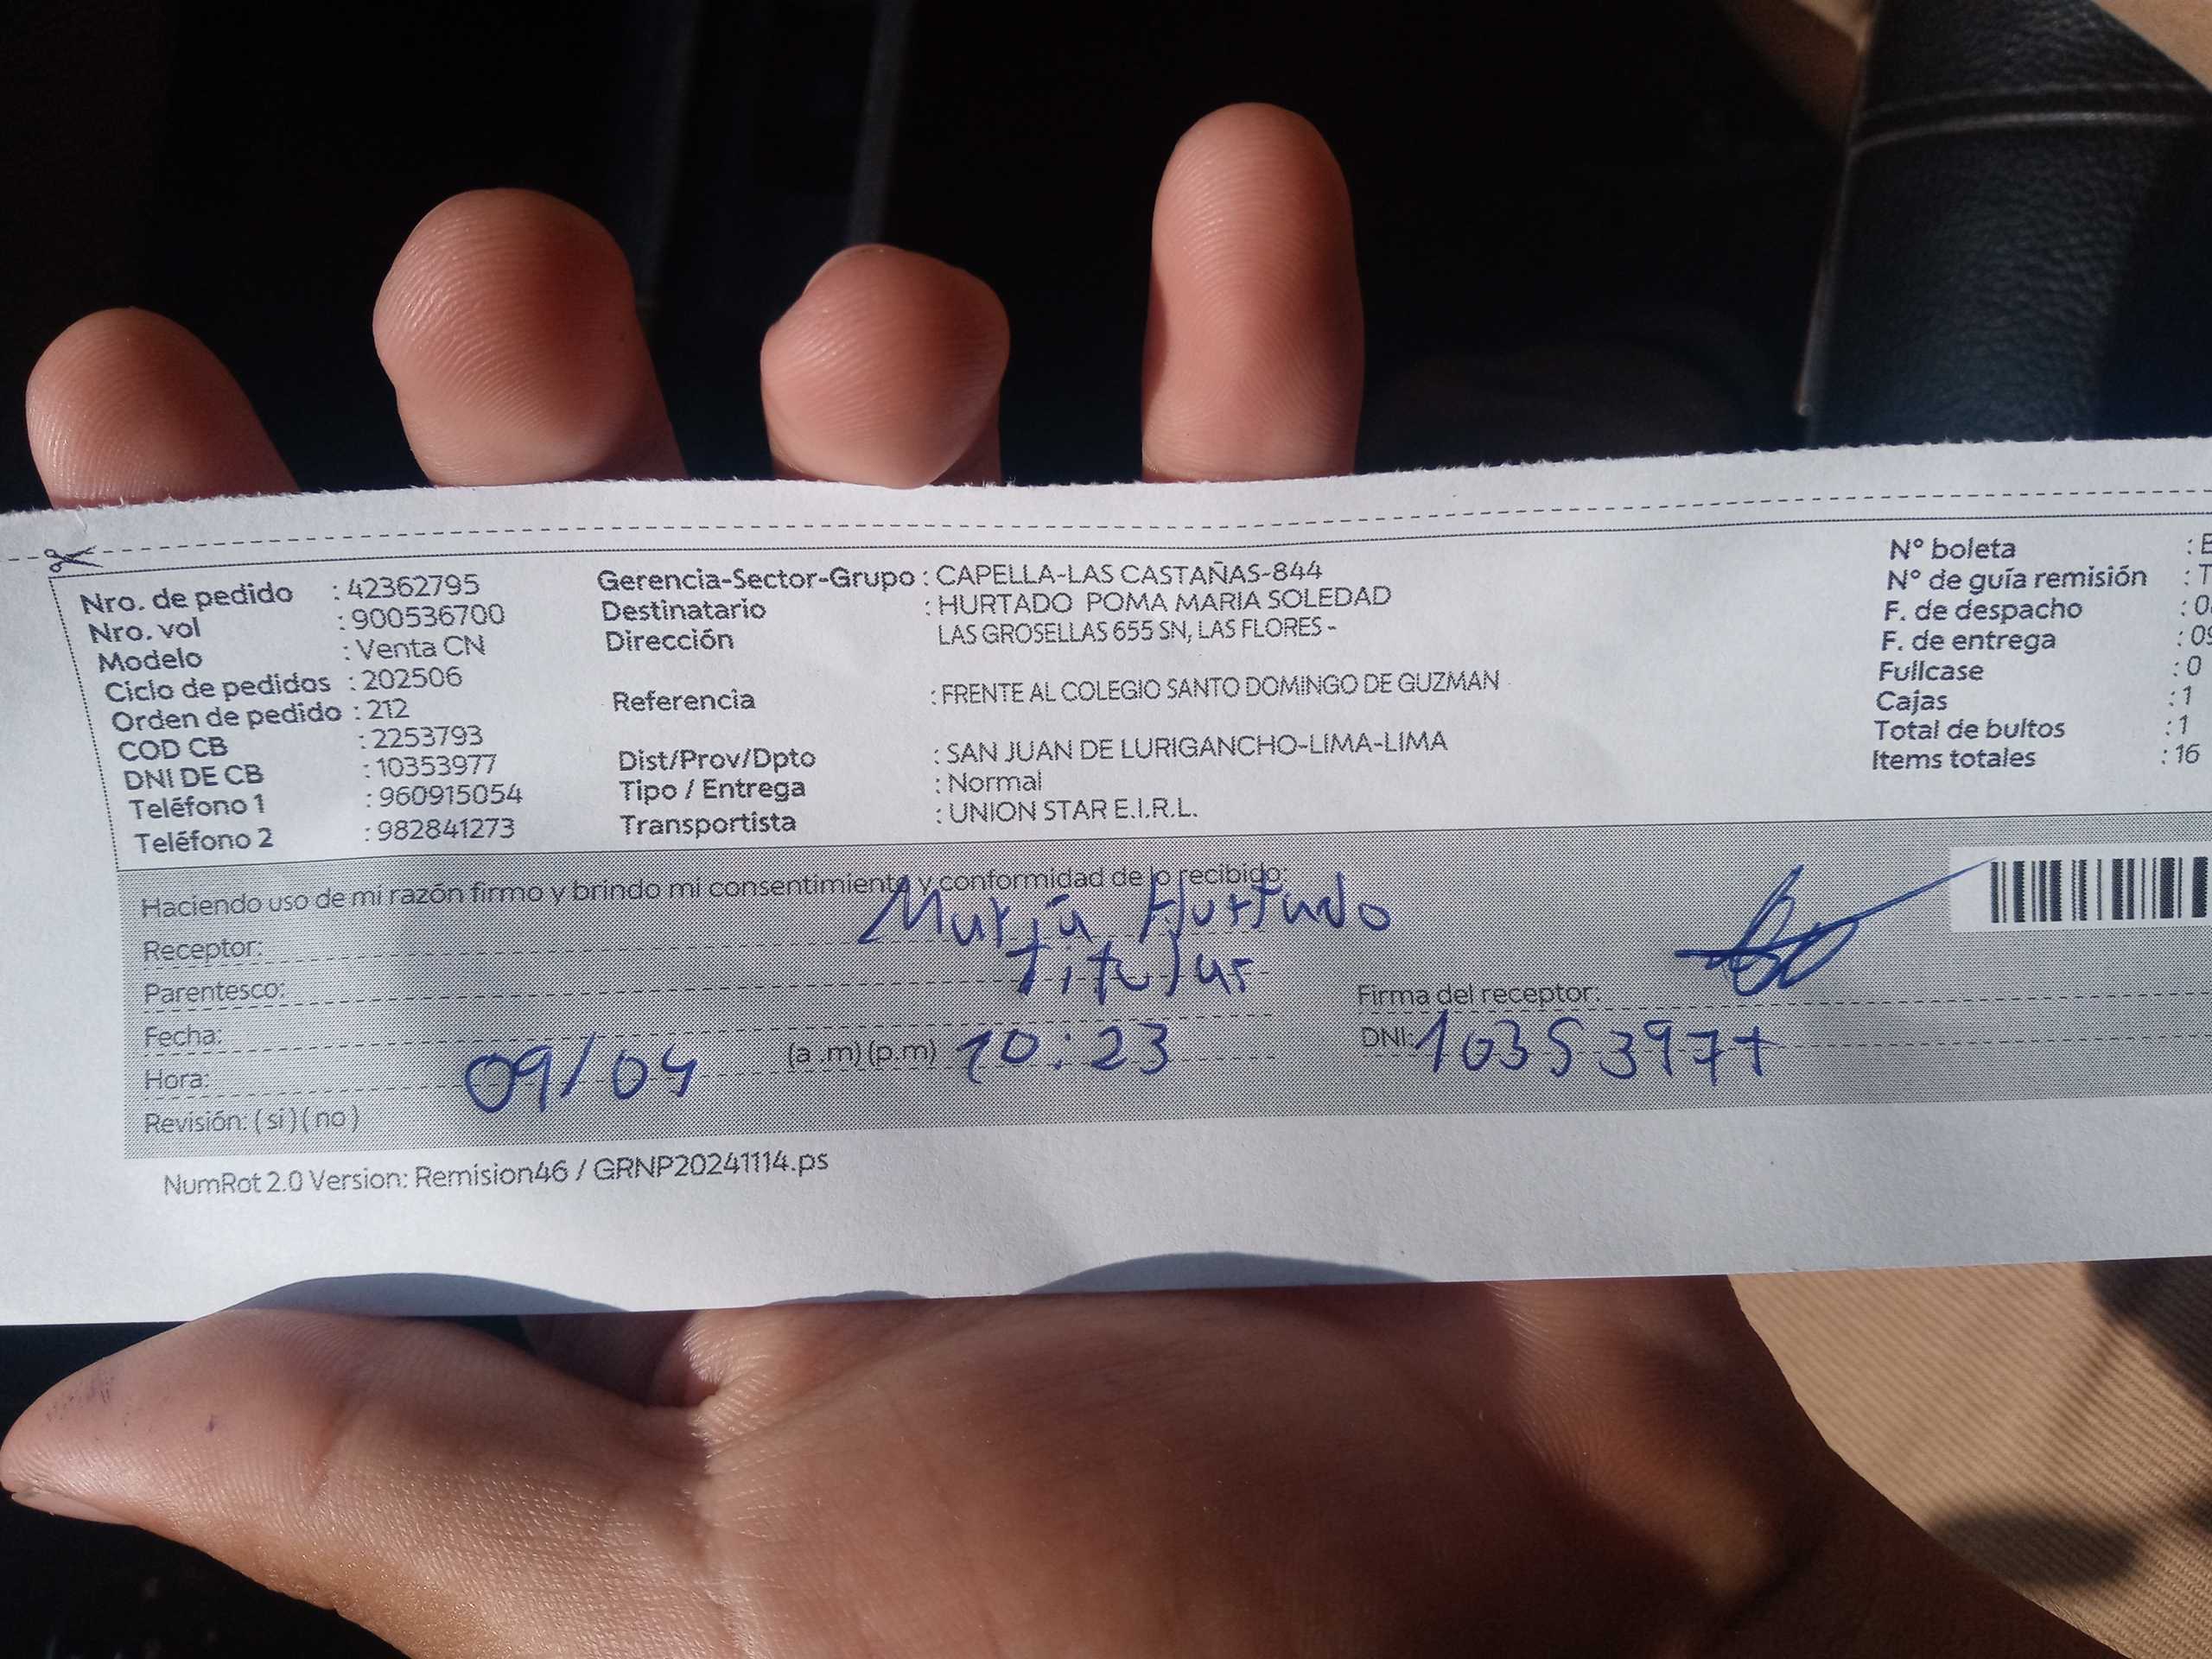 Nro. de pedido : 42362795
Nro. vol : 900536700
Modelo : Venta CN
Ciclo de pedidos : 202506
Orden de pedido : 212
COD CB : 2253793
DNI DE CB : 10353977
Teléfono 1 : 960915054
Teléfono 2 : 982841273
Gerencia-Sector-Grupo : CAPELLA-LAS CASTAÑAS-844
Destinatario : HURTADO POMA MARIA SOLEDAD
Dirección LAS GROSELLAS 655 SN, LAS FLORES -
Referencia : FRENTE AL COLEGIO SANTO DOMINGO DE GUZMAN
Dist/Prov/Dpto : SAN JUAN DE LURIGANCHO-LIMA-LIMA
Tipo / Entrega : Normal
Transportista : UNION STAR E.I.R.L.
N° boleta :
N° de guía remisión : T
F. de despacho : 0
F. de entrega : 09
Fullcase : 0
Cajas : 1
Total de bultos : 1
Items totales : 16
Haciendo uso de mi razón firmo y brindo mi consentimiento y conformidad de lo recibido:
Receptor: Maria Hurtado
Parentesco: titular
Firma del receptor:
Fecha: 09/04
Hora: (a.m)(p.m) 10:23
DNI: 10353977
Revisión: ( si ) ( no )
NumRot 2.0 Version: Remision46 / GRNP20241114.ps